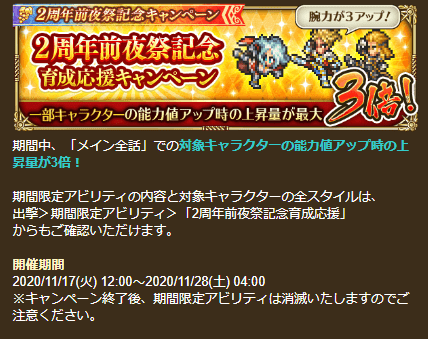 2周年前夜祭記念キャンペーン
腕力が3アップ!
2周年前夜祭記念
育成応援キャンペーン
一部キャラクターの能力値アップ時の上昇量が最大
3倍!
期間中、「メイン全話」での対象キャラクターの能力値アップ時の上
昇量が3倍!
期間限定アビリティの内容と対象キャラクターの全スタイルは、
出撃＞期間限定アビリティ＞「2周年前夜祭記念育成応援」
からもご確認いただけます。
開催期間
2020/11/17(火) 12:00～2020/11/28(土) 04:00
※キャンペーン終了後、期間限定アビリティは消滅いたしますのでご
注意ください。